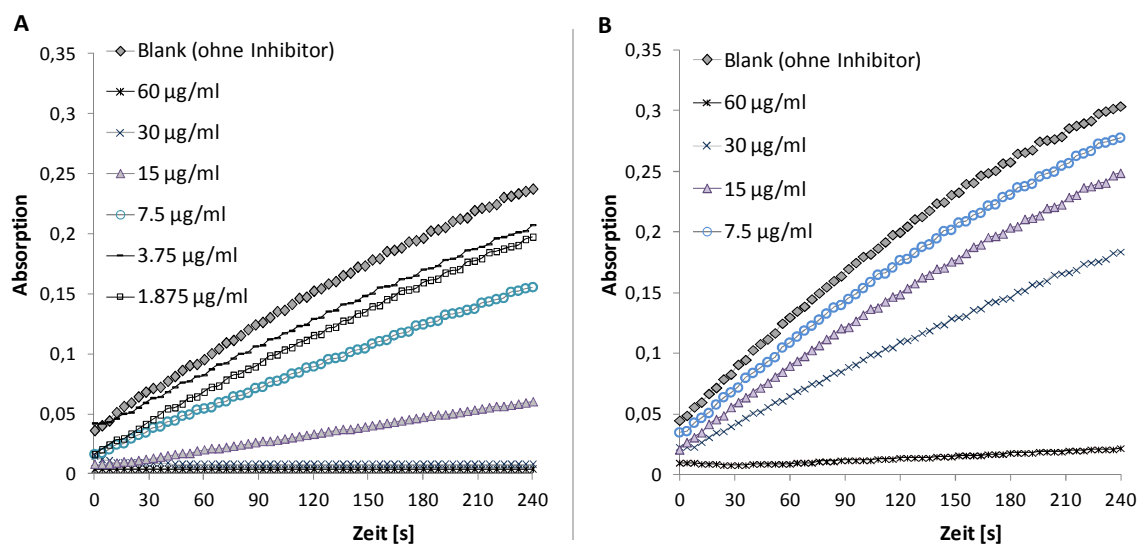 A
0,35
0,3
0,25
0,2
0,15
0,1
0,05
0
Absorption
Blank (ohne Inhibitor)
60 µg/ml
30 µg/ml
15 µg/ml
7.5 µg/ml
3.75 µg/ml
1.875 µg/ml
0 30 60 90 120 150 180 210 240
Zeit [s]
B
0,35
0,3
0,25
0,2
0,15
0,1
0,05
0
Absorption
Blank (ohne Inhibitor)
60 µg/ml
30 µg/ml
15 µg/ml
7.5 µg/ml
0 30 60 90 120 150 180 210 240
Zeit [s]